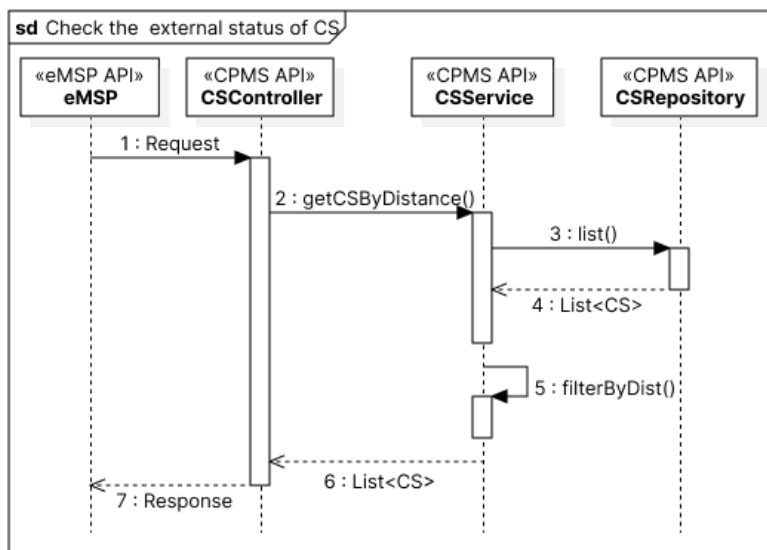 sd Check the external status of CS
«eMSP API»
eMSP
«CPMS API»
CSController
«CPMS API»
CSService
«CPMS API»
CSRepository
1 : Request
2 : getCSByDistance()
3 : list()
4 : List<CS>
5 : filterByDist()
6 : List<CS>
7 : Response